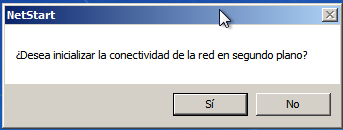 NetStart
¿Desea inicializar la conectividad de la red en segundo plano?
Sí
No